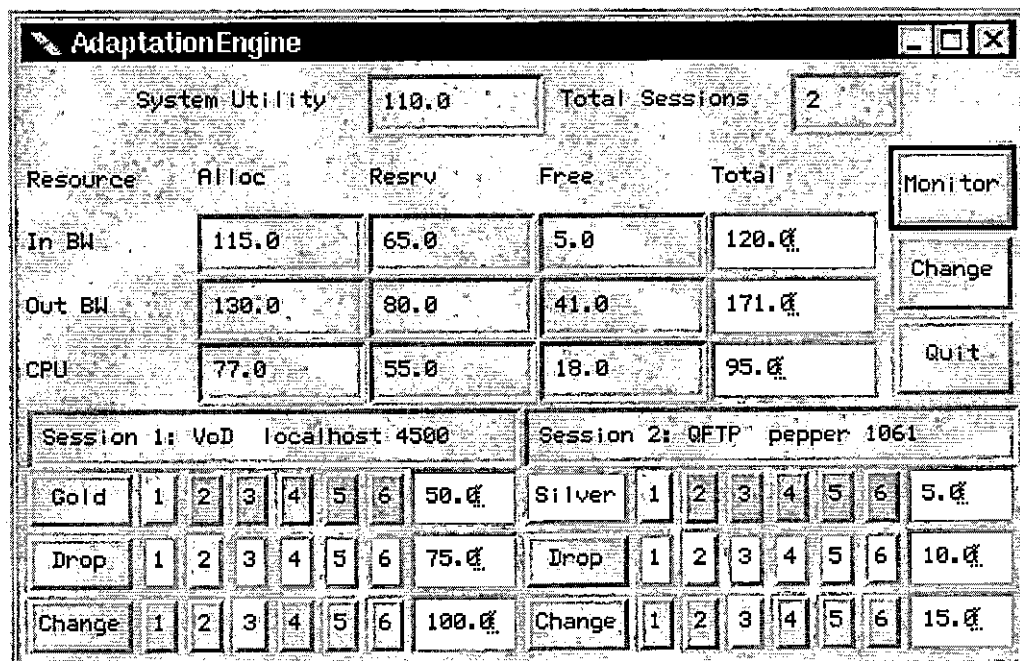 AdaptationEngine
System Utility 110.0 Total Sessions 2
Resource Alloc Resrv Free Total Monitor
In BW 115.0 65.0 5.0 120.0
Change
Out BW 130.0 80.0 41.0 171.0
CPU 77.0 55.0 18.0 95.0 Quit
Session 1: VoD localhost 4500 Session 2: QFTP pepper 1061
Gold 1 2 3 4 5 6 50.0 Silver 1 2 3 4 5 6 5.0
Drop 1 2 3 4 5 6 75.0 Drop 1 2 3 4 5 6 10.0
Change 1 2 3 4 5 6 100.0 Change 1 2 3 4 5 6 15.0